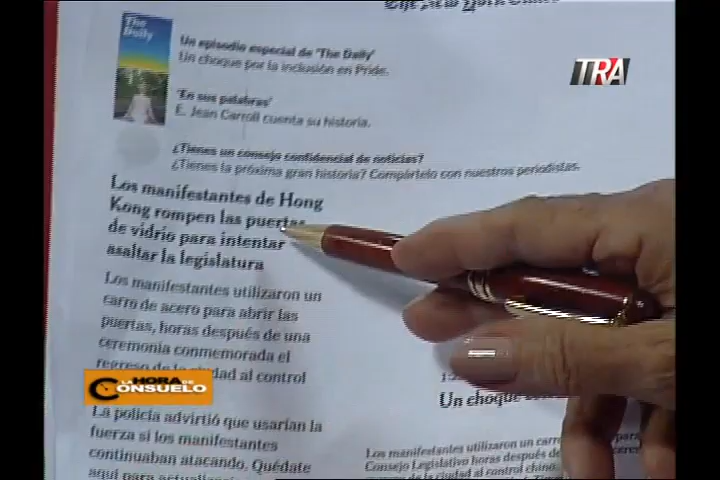 The New York Times
The
Daily
Un episodio especial de 'The Daily'
Un choque por la inclusión en Pride.
'En sus palabras'
E. Jean Carroll cuenta su historia.
¿Tienes un consejo confidencial de noticias?
¿Tienes la próxima gran historia? Compártelo con nuestros periodistas.
TRA
Los manifestantes de Hong
Kong rompen las puertas
de vidrio para intentar
asaltar la legislatura
Los manifestantes utilizaron un
carro de acero para abrir las
puertas, horas después de una
ceremonia conmemorada el
regreso de la ciudad al control
LA HORA DE
CONSUELO
La policía advirtió que usarían la
fuerza si los manifestantes
continuaban atacando. Quédate
aquí para
Un choque
Los manifestantes utilizaron un carro para
Consejo Legislativo horas después de
de la ciudad al control chino.